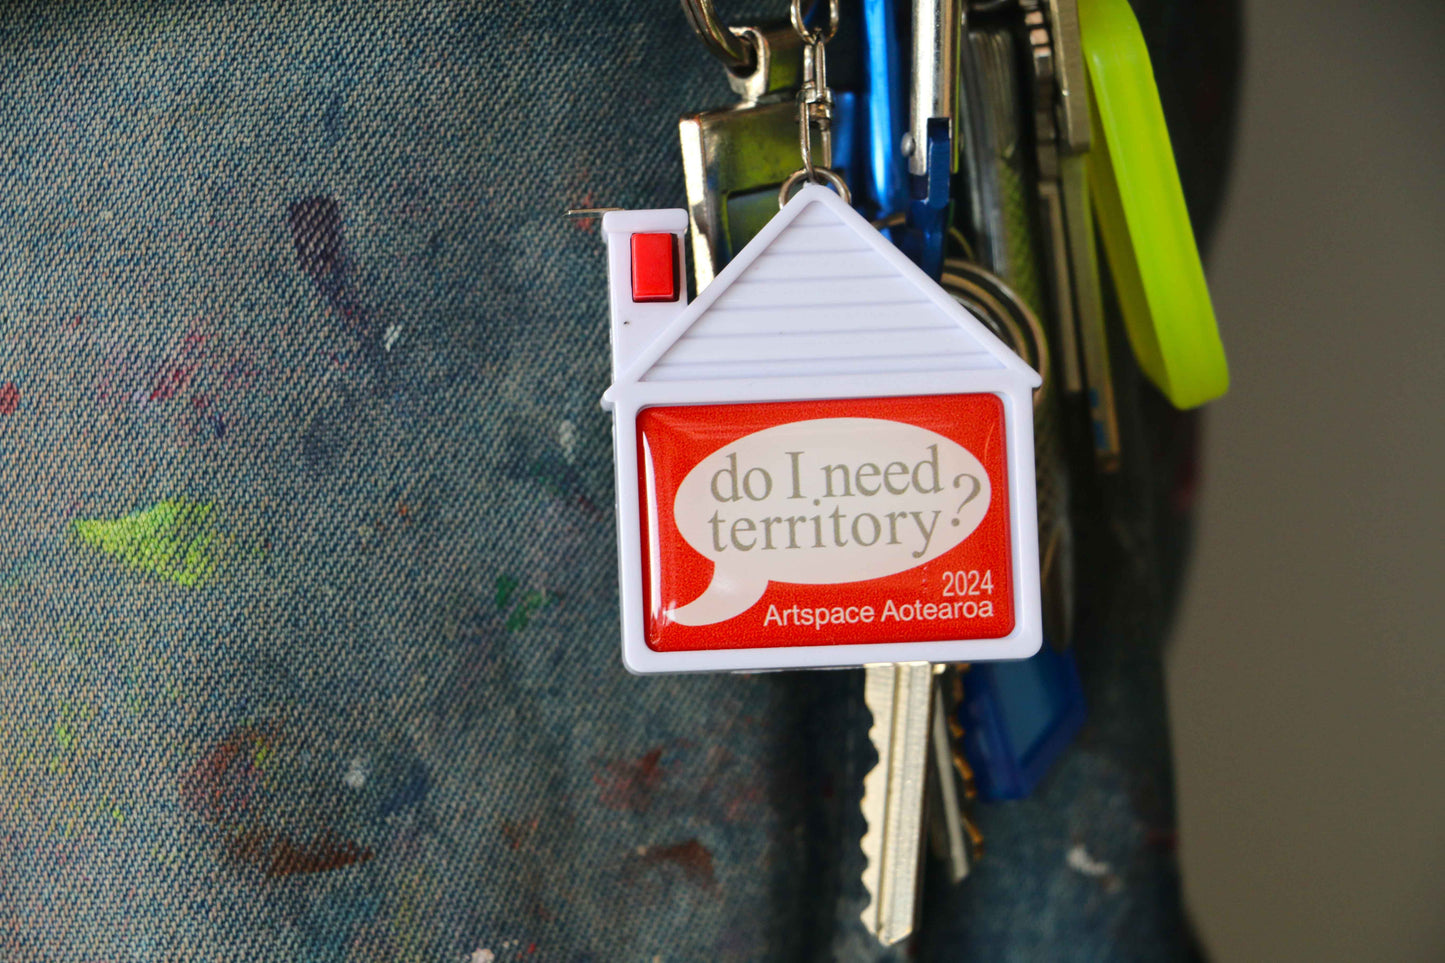 do I need
territory?
2024
Artspace Aotearoa